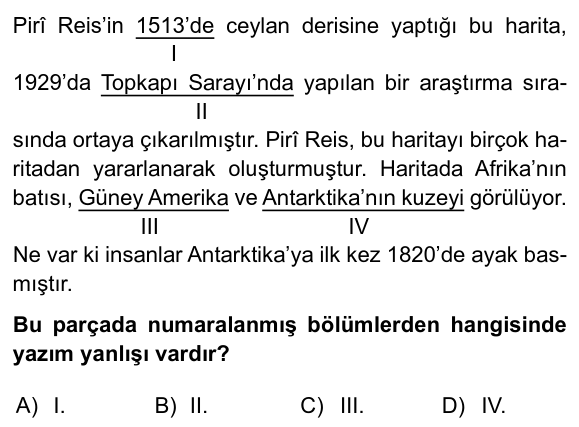 Pirî Reis’in 1513’de ceylan derisine yaptığı bu harita,
I
1929’da Topkapı Sarayı’nda yapılan bir araştırma sıra-
II
sında ortaya çıkarılmıştır. Pirî Reis, bu haritayı birçok ha-
ritadan yararlanarak oluşturmuştur. Haritada Afrika’nın
batısı, Güney Amerika ve Antarktika’nın kuzeyi görülüyor.
III IV
Ne var ki insanlar Antarktika’ya ilk kez 1820’de ayak bas-
mıştır.
Bu parçada numaralanmış bölümlerden hangisinde
yazım yanlışı vardır?
A) I. B) II. C) III. D) IV.